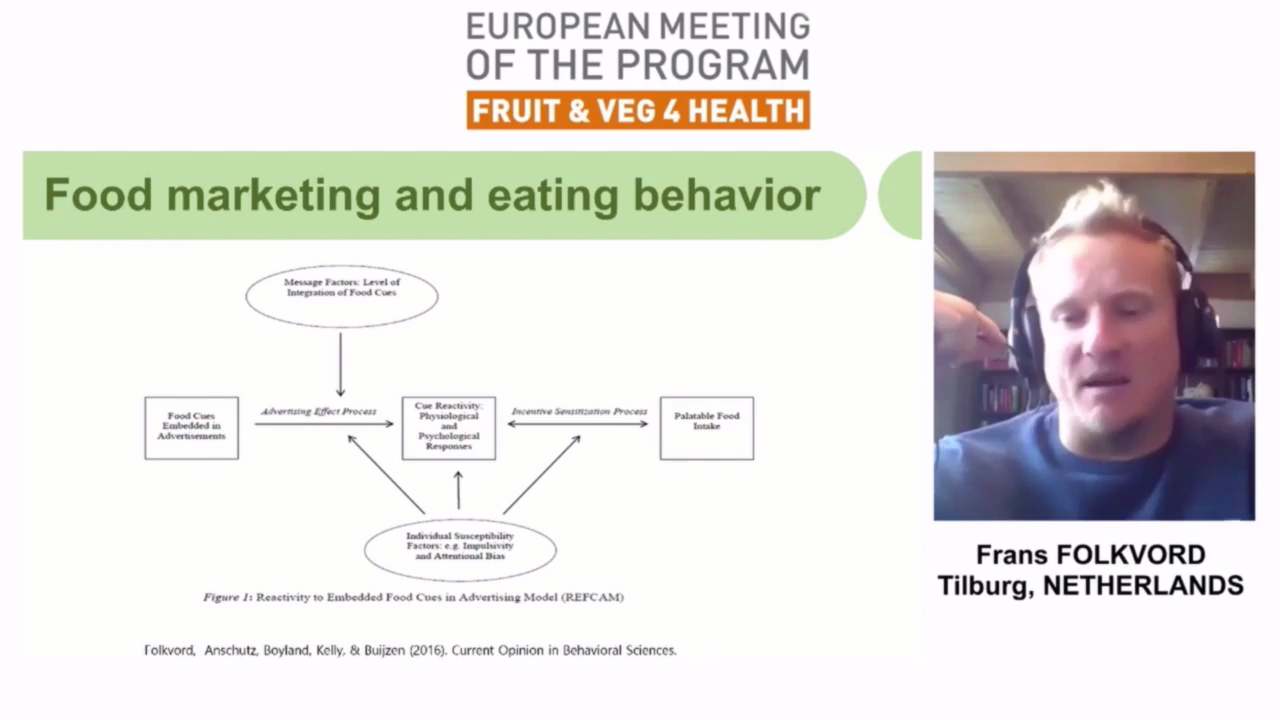 EUROPEAN MEETING
OF THE PROGRAM
FRUIT & VEG 4 HEALTH
Food marketing and eating behavior
Message Factors: Level of
Integration of Food Cues
Food Cues
Embedded in
Advertisements
Advertising Effect Process
Cue Reactivity:
Physiological
and
Psychological
Responses
Incentive Sensitization Process
Palatable Food
Intake
Individual Susceptibility
Factors: e.g. Impulsivity
and Attentional Bias
Figure 1: Reactivity to Embedded Food Cues in Advertising Model (REFCAM)
Folkvord, Anschutz, Boyland, Kelly, & Buijzen (2016). Current Opinion in Behavioral Sciences.
Frans FOLKVORD
Tilburg, NETHERLANDS